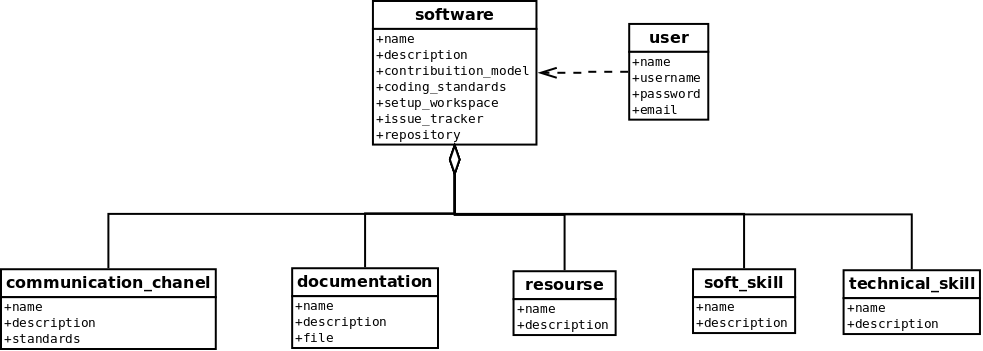 software
+name
+description
+contribuition_model
+coding_standards
+setup_workspace
+issue_tracker
+repository
user
+name
+username
+password
+email
communication_chanel
+name
+description
+standards
documentation
+name
+description
+file
resourse
+name
+description
soft_skill
+name
+description
technical_skill
+name
+description